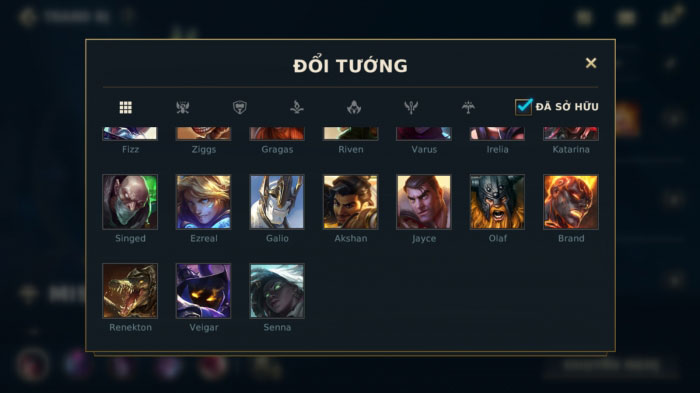 ĐỔI TƯỚNG
ĐÃ SỞ HỮU
Fizz Ziggs Gragas Riven Varus Irelia Katarina
Singed Ezreal Galio Akshan Jayce Olaf Brand
Renekton Veigar Senna